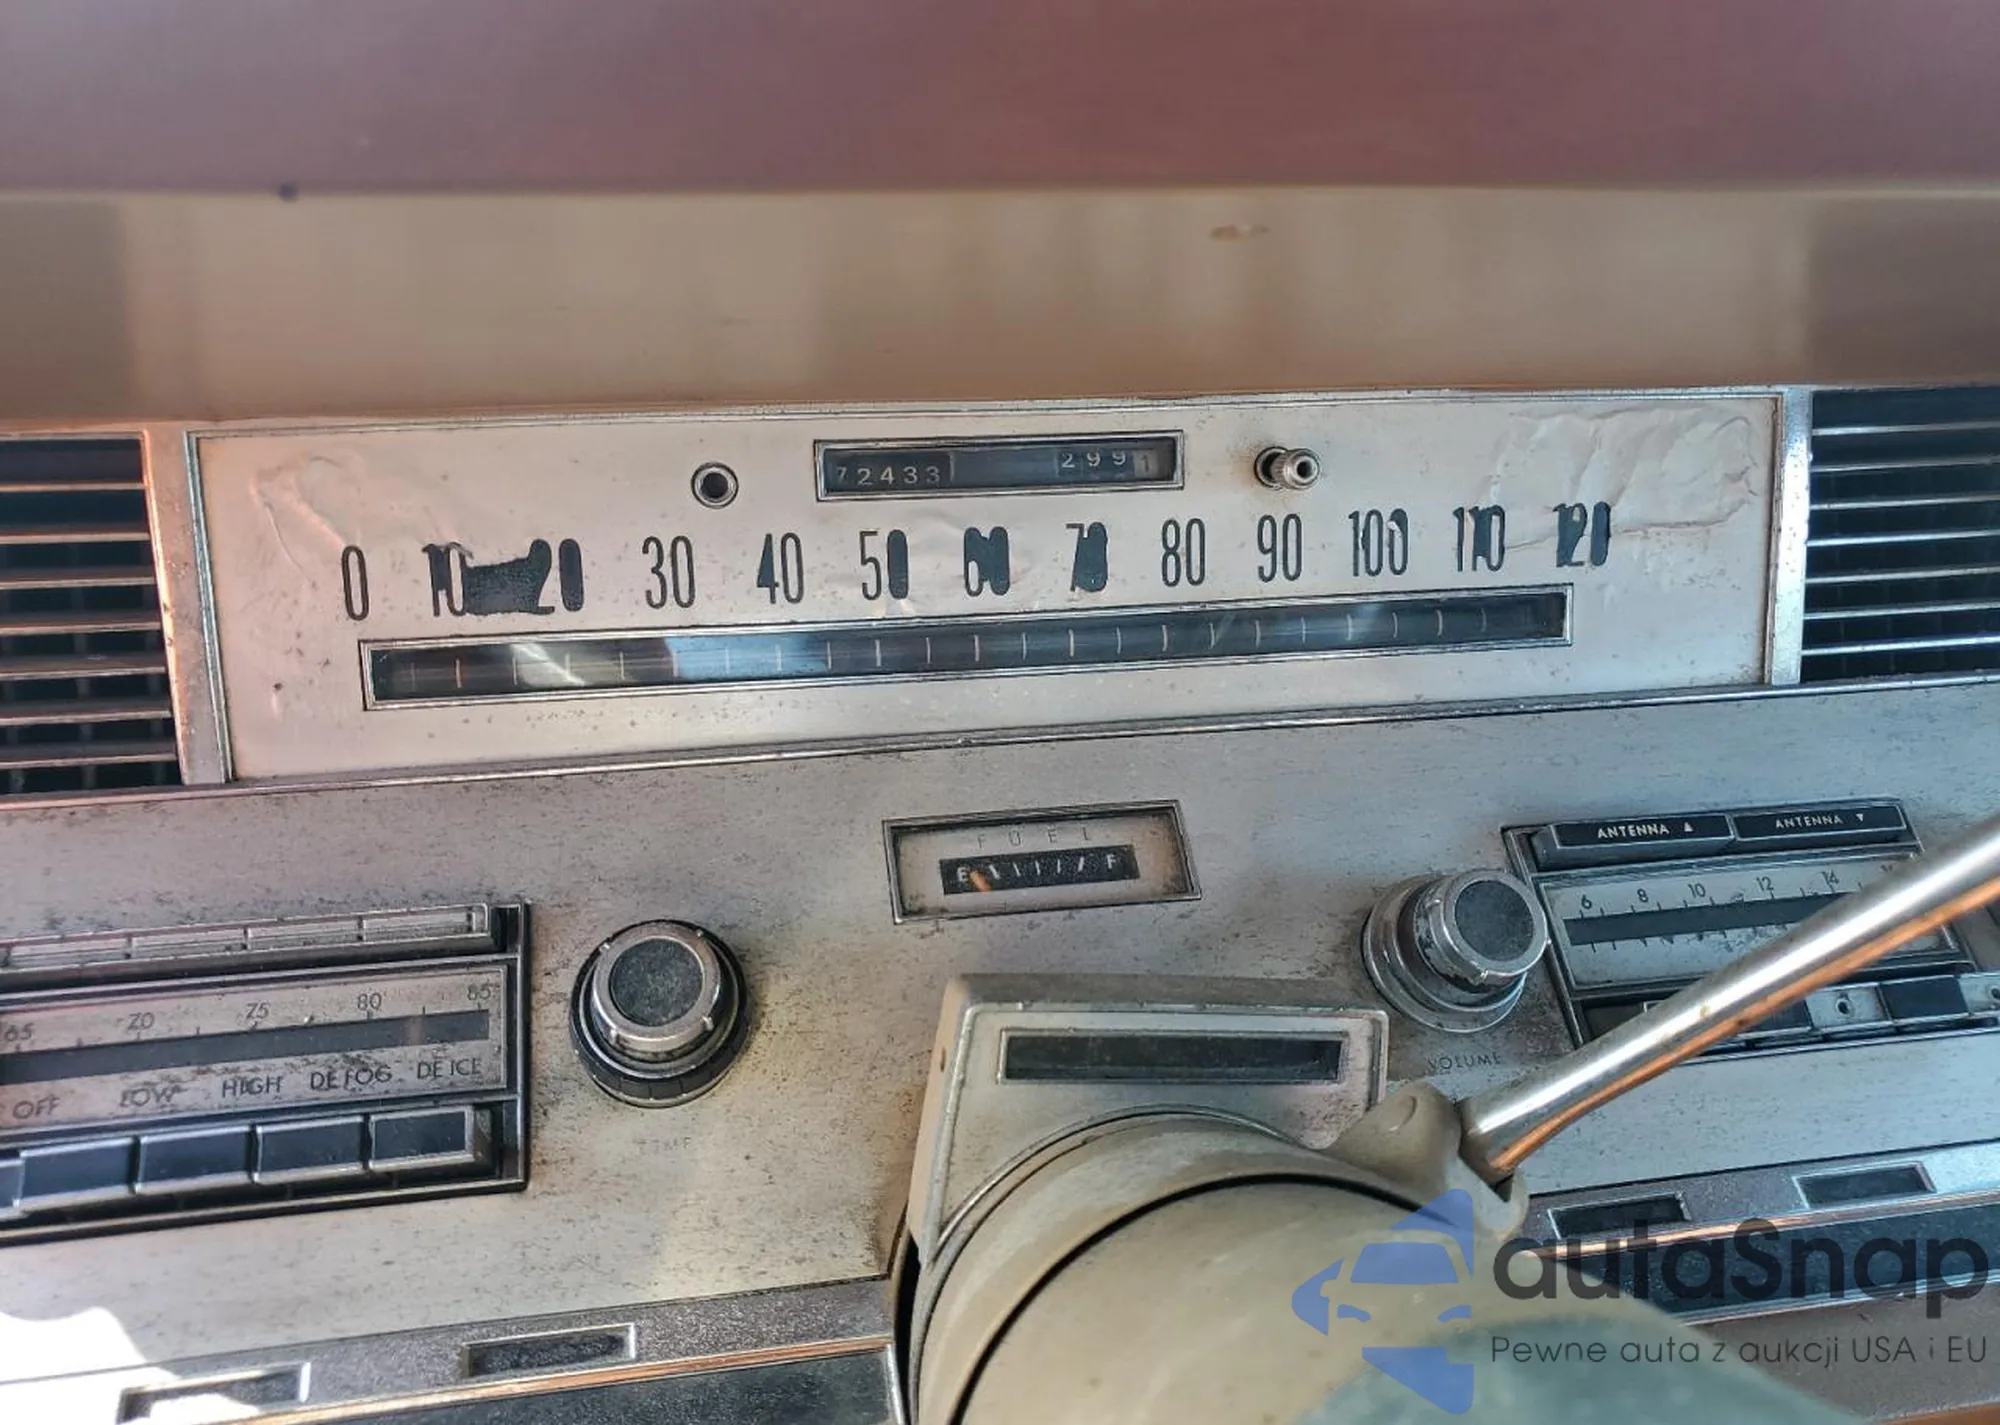 72433 2991
0 10 20 30 40 50 60 70 80 90 100 110 120
FUEL
E F
ANTENNA ▲ ANTENNA ▼
6 8 10 12 14
65 70 75 80 85
OFF LOW HIGH DEFOG DE ICE
TIME
VOLUME
autaSnap
Pewne auta z aukcji USA i EU